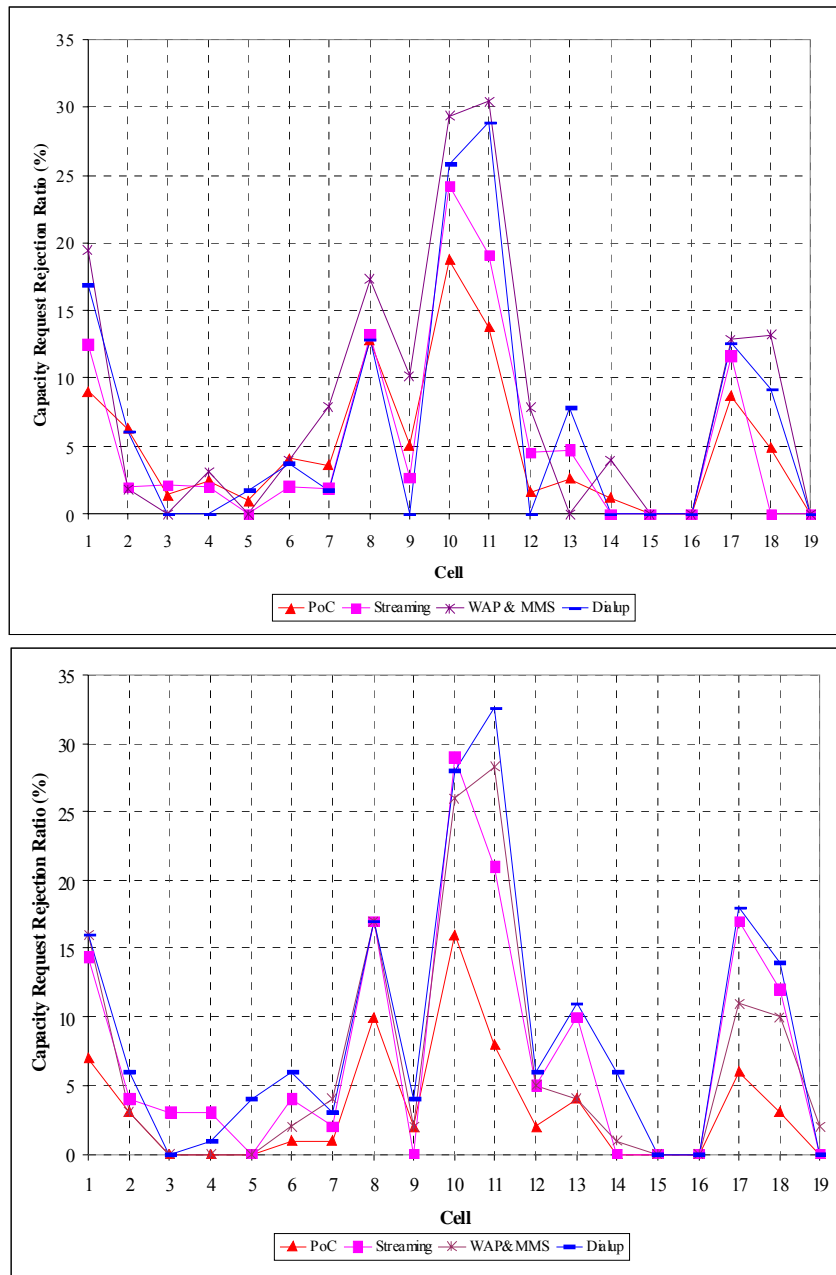 35
30
25
20
15
10
5
0
Capacity Request Rejection Ratio (%)
1 2 3 4 5 6 7 8 9 10 11 12 13 14 15 16 17 18 19
Cell
PoC Streaming WAP & MMS Dialup
35
30
25
20
15
10
5
0
Capacity Request Rejection Ratio (%)
1 2 3 4 5 6 7 8 9 10 11 12 13 14 15 16 17 18 19
Cell
PoC Streaming WAP&MMS Dialup